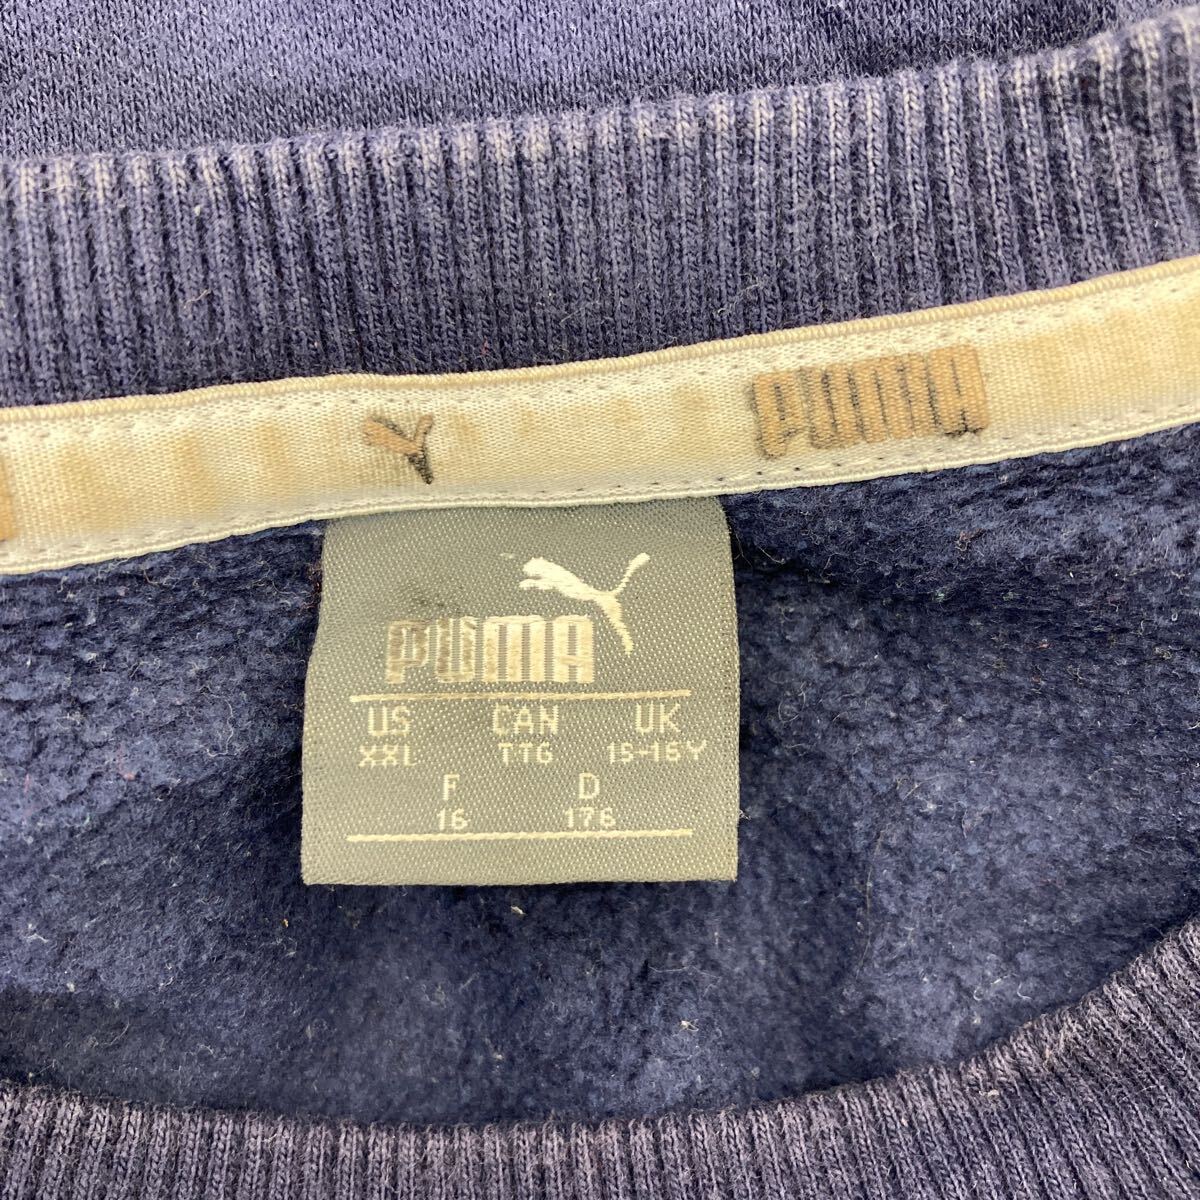 PUMA
PUMA
US CAN UK
XXL TTG 15-16Y
F D
16 176